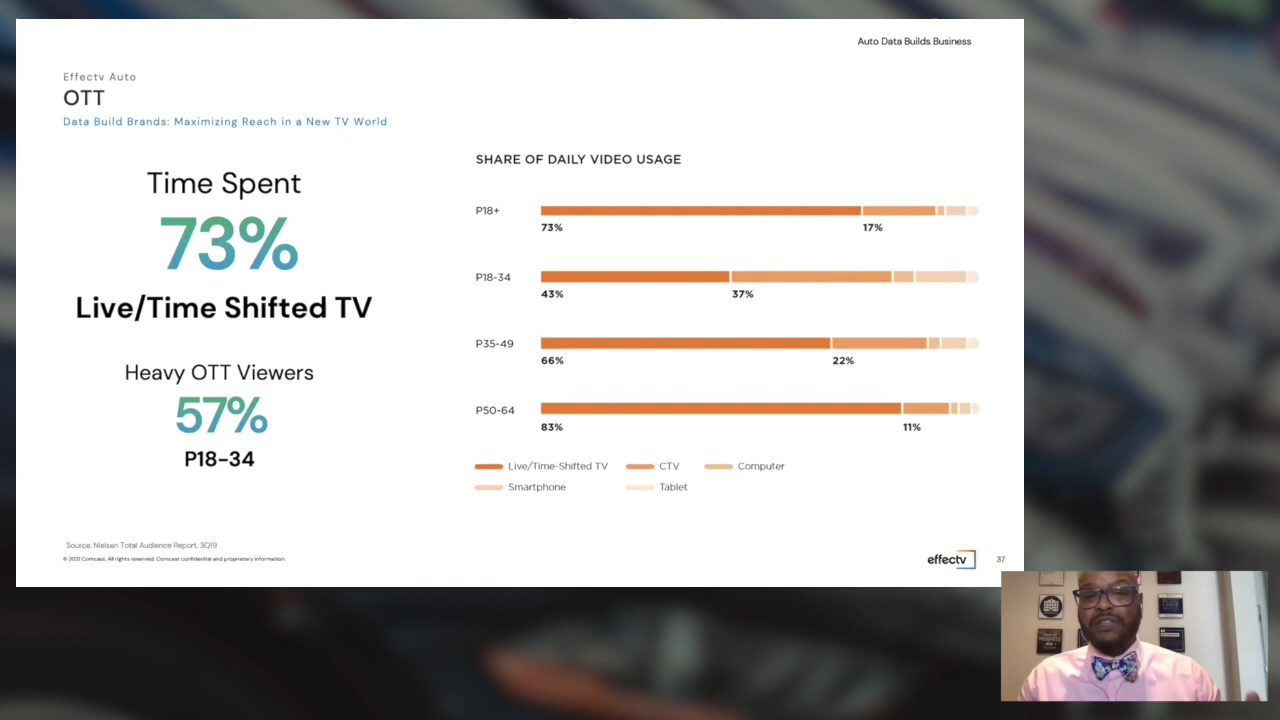 Auto Data Builds Business
Effectv Auto
OTT
Data Build Brands: Maximizing Reach in a New TV World
Time Spent
73%
Live/Time Shifted TV
Heavy OTT Viewers
57%
P18-34
SHARE OF DAILY VIDEO USAGE
P18+
73% 17%
P18-34
43% 37%
P35-49
66% 22%
P50-64
83% 11%
Live/Time-Shifted TV CTV Computer
Smartphone Tablet
Source: Nielsen Total Audience Report, 3Q19
© 2021 Comcast. All rights reserved. Comcast confidential and proprietary information.
effectv 37